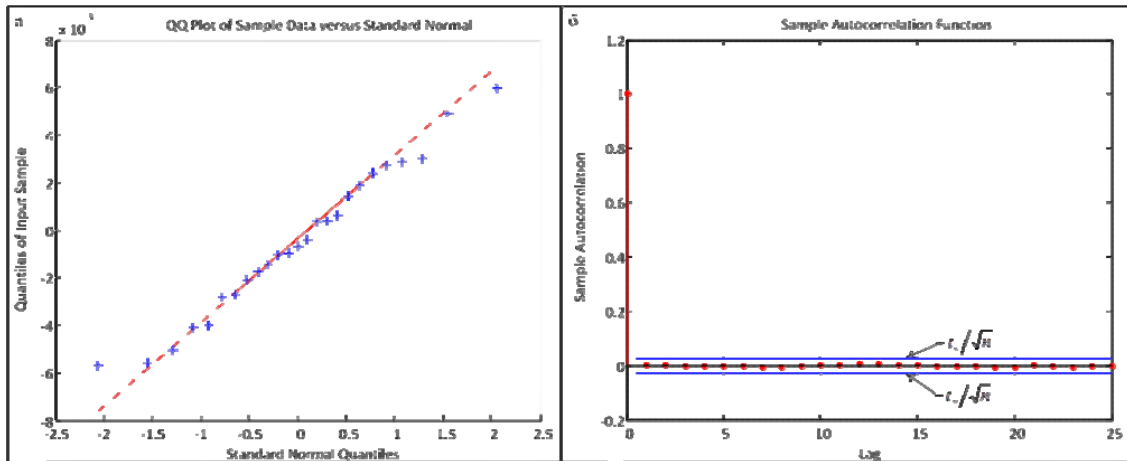 QQ Plot of Sample Data versus Standard Normal
8
6
4
2
0
-2
-4
-6
-8
Quantiles of Input Sample
-2.5 -2 -1.5 -1 -0.5 0 0.5 1 1.5 2 2.5
Standard Normal Quantiles
Sample Autocorrelation Function
1.2
1
0.8
0.6
0.4
0.2
0
-0.2
Sample Autocorrelation
0 5 10 15 20 25
Lag